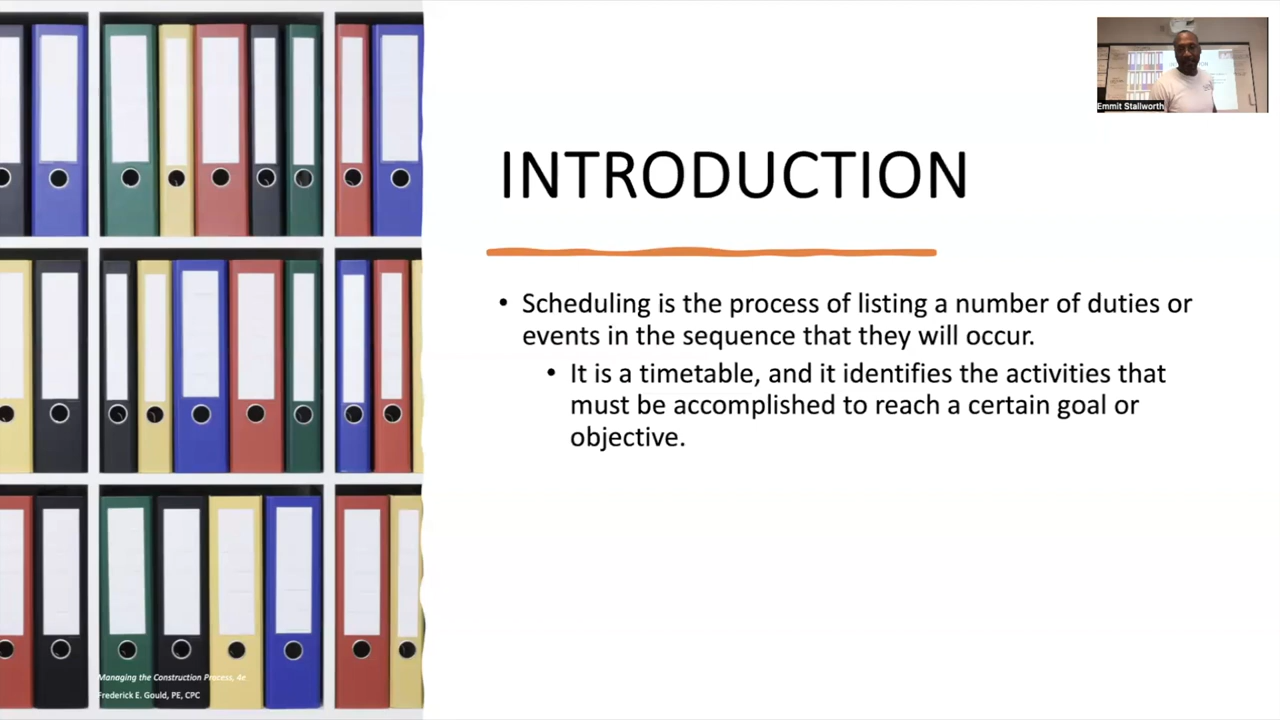 Emmit Stallworth
INTRODUCTION
• Scheduling is the process of listing a number of duties or
events in the sequence that they will occur.
• It is a timetable, and it identifies the activities that
must be accomplished to reach a certain goal or
objective.
Managing the Construction Process, 4e
Frederick E. Gould, PE, CPC